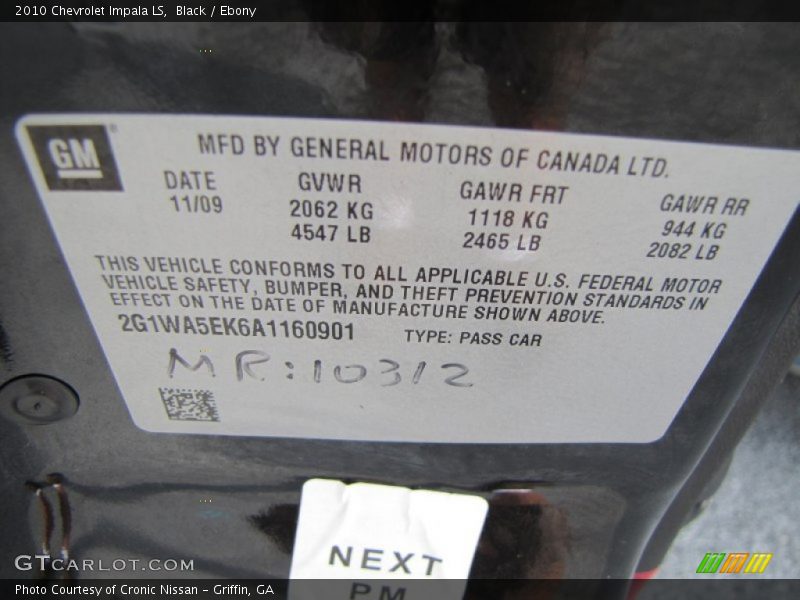 2010 Chevrolet Impala LS, Black / Ebony
GM
MFD BY GENERAL MOTORS OF CANADA LTD.
DATE GVWR GAWR FRT GAWR RR
11/09 2062 KG 1118 KG 944 KG
4547 LB 2465 LB 2082 LB
THIS VEHICLE CONFORMS TO ALL APPLICABLE U.S. FEDERAL MOTOR
VEHICLE SAFETY, BUMPER, AND THEFT PREVENTION STANDARDS IN
EFFECT ON THE DATE OF MANUFACTURE SHOWN ABOVE.
2G1WA5EK6A1160901 TYPE: PASS CAR
MR:10312
NEXT
PM
GTCARLOT.COM
Photo Courtesy of Cronic Nissan – Griffin, GA